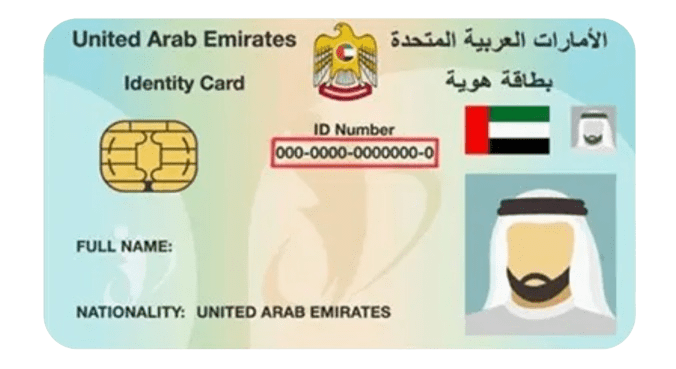 United Arab Emirates
الأمارات العربية المتحدة
Identity Card
بطاقة هوية
ID Number
000-0000-0000000-0
FULL NAME:
NATIONALITY: UNITED ARAB EMIRATES